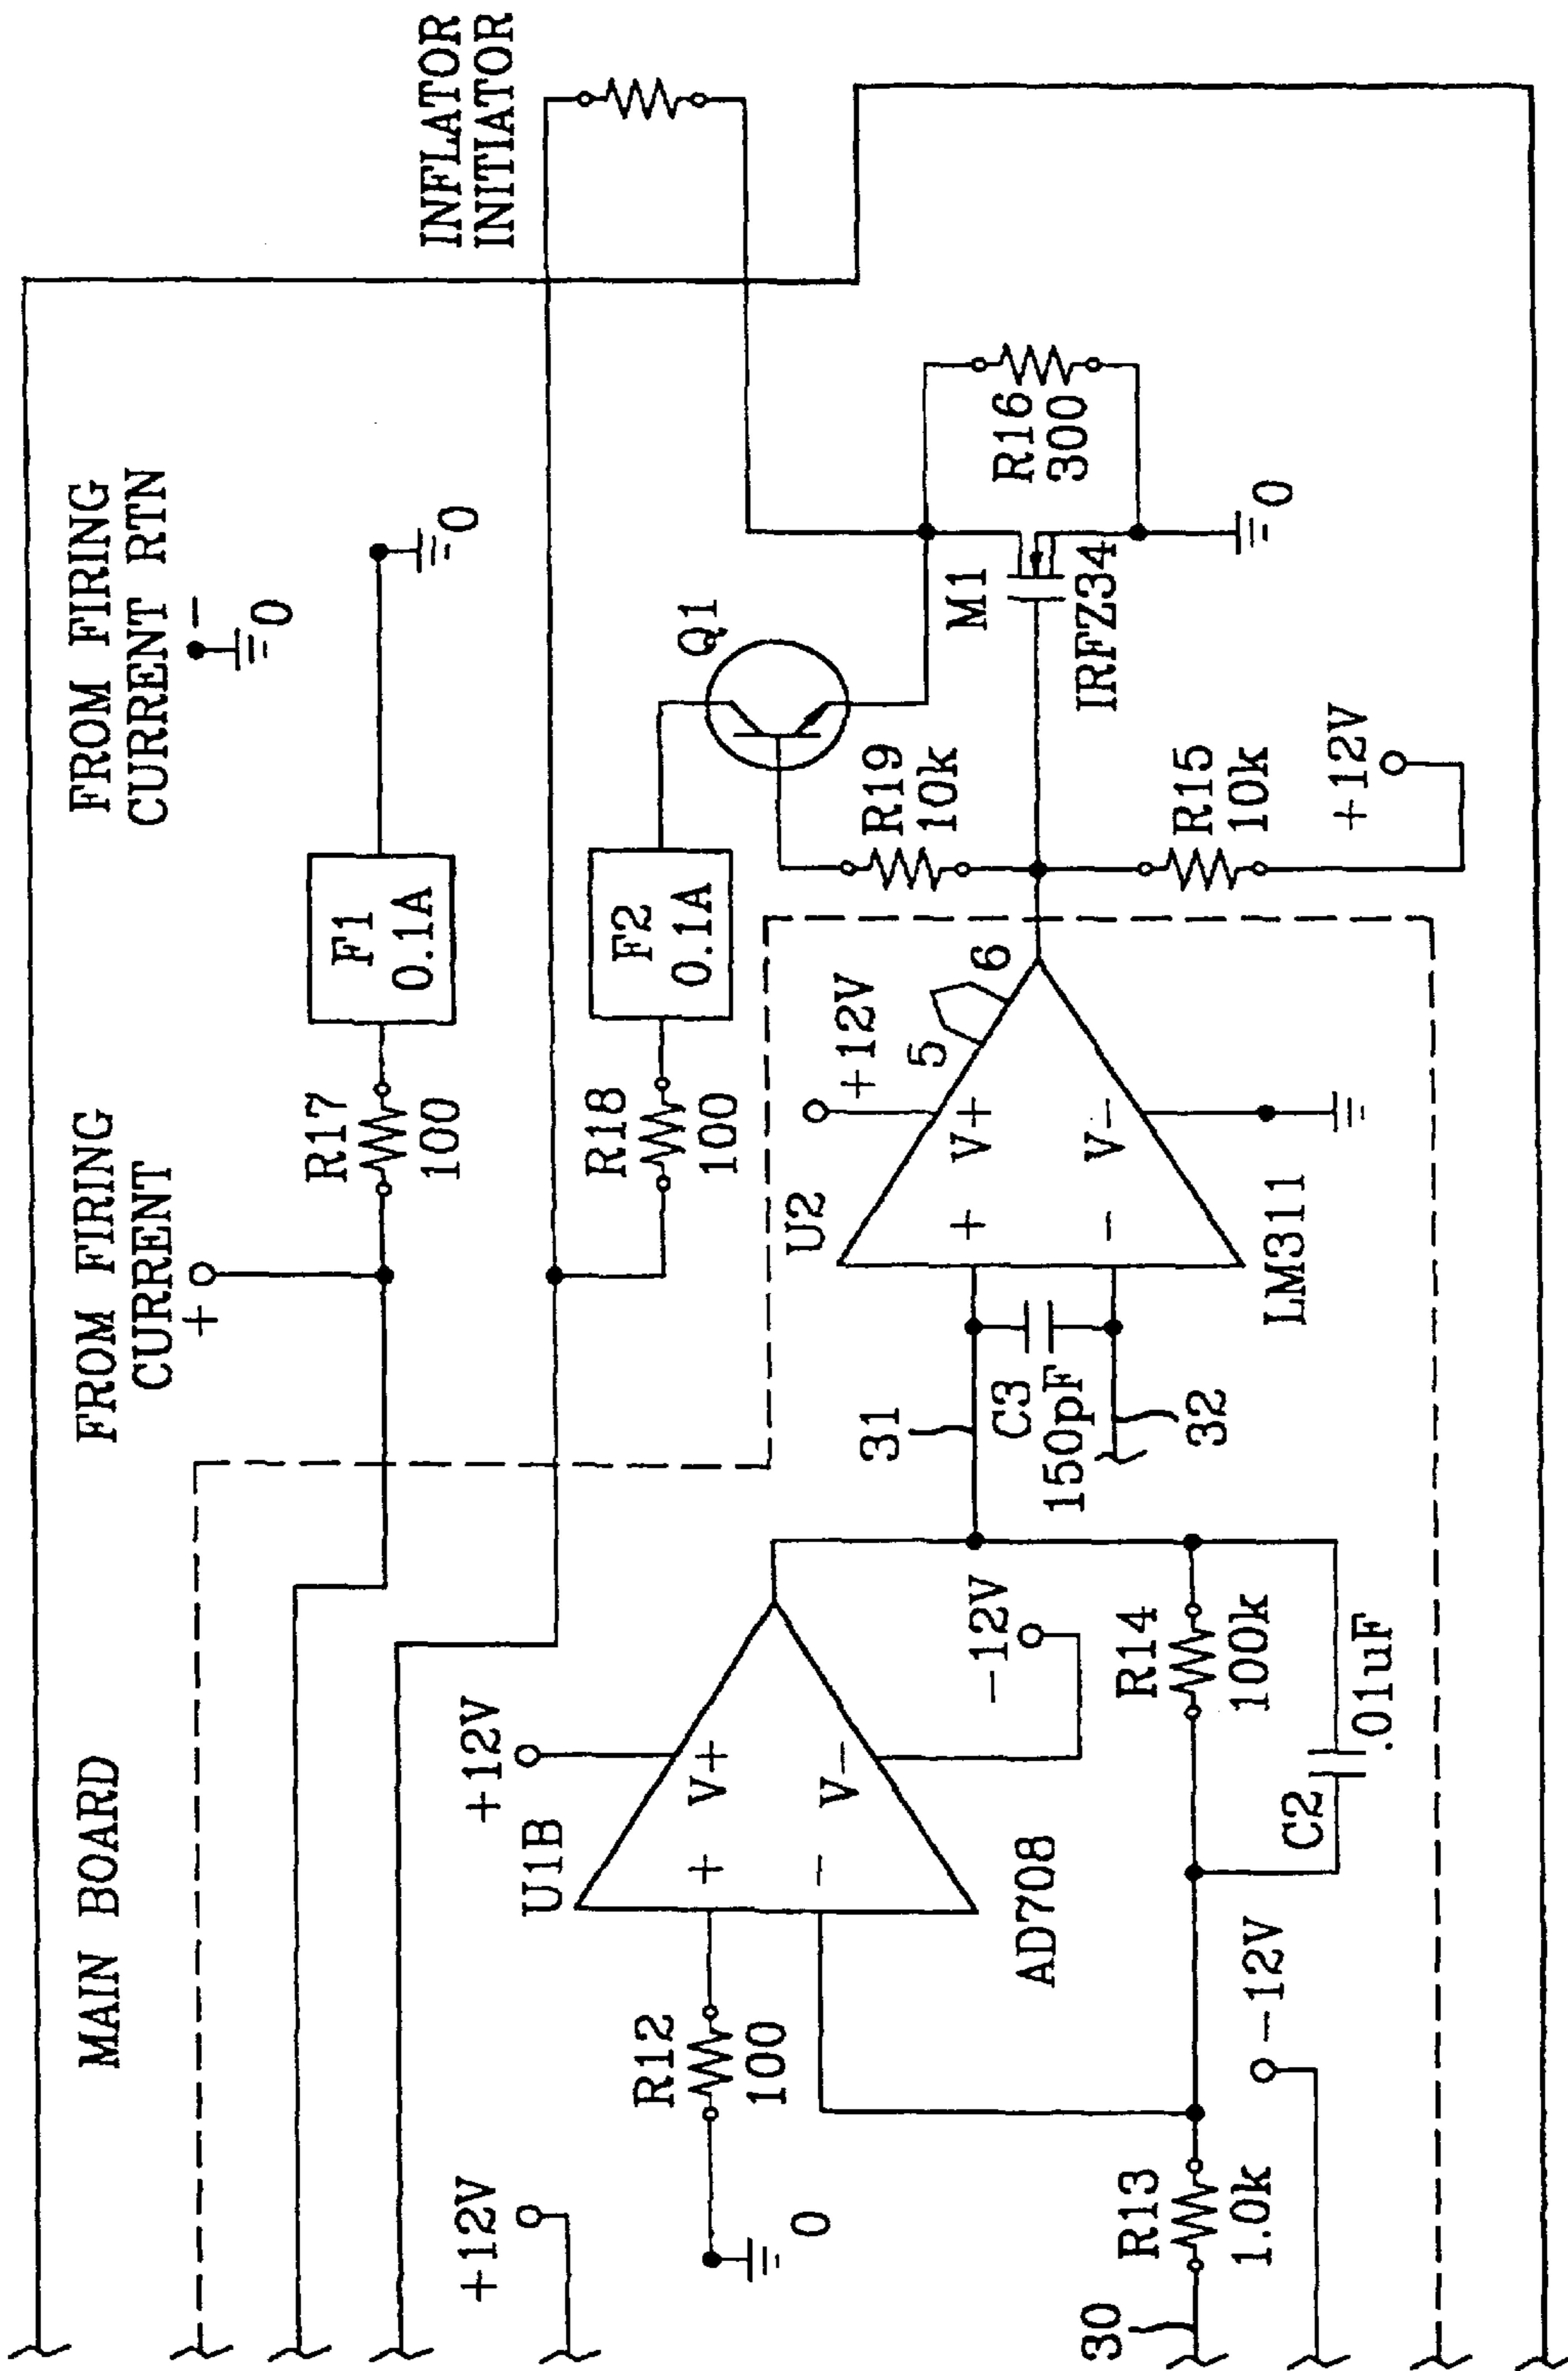 MAIN BOARD
FROM FIRING
CURRENT
+
FROM FIRING
CURRENT RTN
–
0
INFLATOR
INITIATOR
R17
100
F1
0.1A
0
R18
100
F2
0.1A
Q1
+12V
+12V
U1B
+
V+
–
V–
AD708
-12V
R12
100
0
31
C3
150pF
32
U2
+
V+
–
V–
+12V
5
6
LM311
R19
10k
R15
10k
+12V
M1
IRFZ34
R16
300
0
R14
100k
C2
.01uF
-12V
30
R13
1.0k